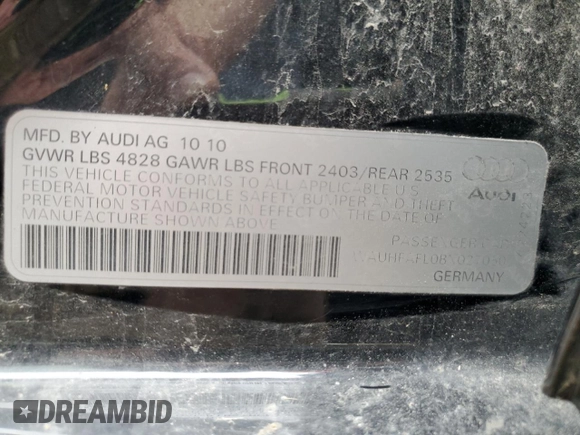 MFD. BY AUDI AG 10 10
GVWR LBS 4828 GAWR LBS FRONT 2403/REAR 2535
THIS VEHICLE CONFORMS TO ALL APPLICABLE U S
FEDERAL MOTOR VEHICLE SAFETY BUMPER AND THEFT
PREVENTION STANDARDS IN EFFECT ON THE DATE OF
MANUFACTURE SHOWN ABOVE
Audi
GERMANY
DREAMBID